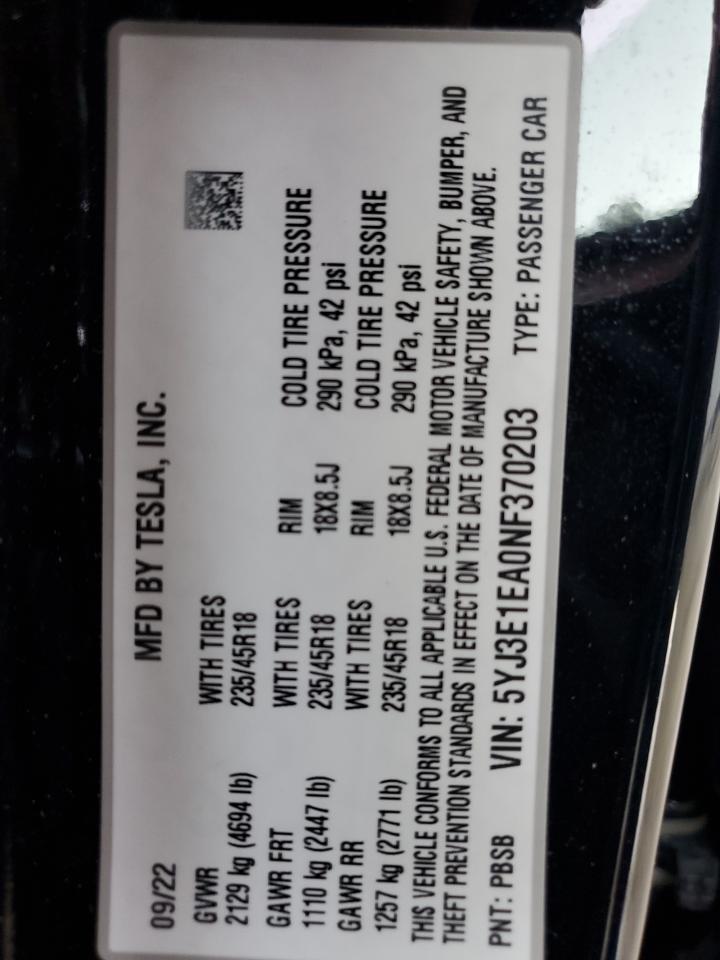 MFD BY TESLA, INC.
09/22
GVWR WITH TIRES
2129 kg (4694 lb) 235/45R18
GAWR FRT WITH TIRES RIM COLD TIRE PRESSURE
1110 kg (2447 lb) 235/45R18 18X8.5J 290 kPa, 42 psi
GAWR RR WITH TIRES RIM COLD TIRE PRESSURE
1257 kg (2771 lb) 235/45R18 18X8.5J 290 kPa, 42 psi
THIS VEHICLE CONFORMS TO ALL APPLICABLE U.S. FEDERAL MOTOR VEHICLE SAFETY, BUMPER, AND
THEFT PREVENTION STANDARDS IN EFFECT ON THE DATE OF MANUFACTURE SHOWN ABOVE.
PNT: PBSB VIN: 5YJ3E1EA0NF370203 TYPE: PASSENGER CAR